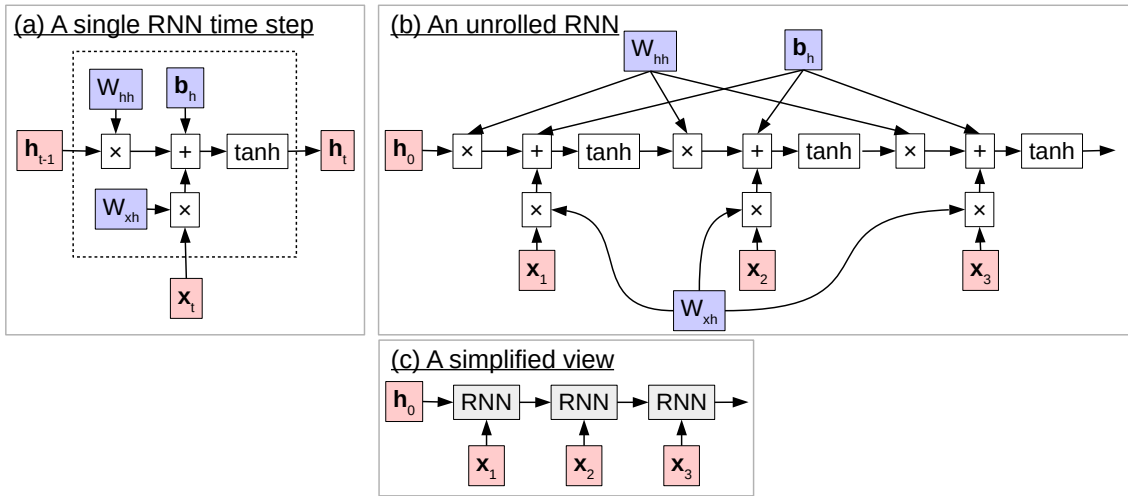 (a) A single RNN time step
W_hh b_h
h_t-1 × + tanh h_t
W_xh ×
x_t
(b) An unrolled RNN
W_hh b_h
h_0 × + tanh × + tanh × + tanh
× × ×
x_1 x_2 x_3
W_xh
(c) A simplified view
h_0 RNN RNN RNN
x_1 x_2 x_3